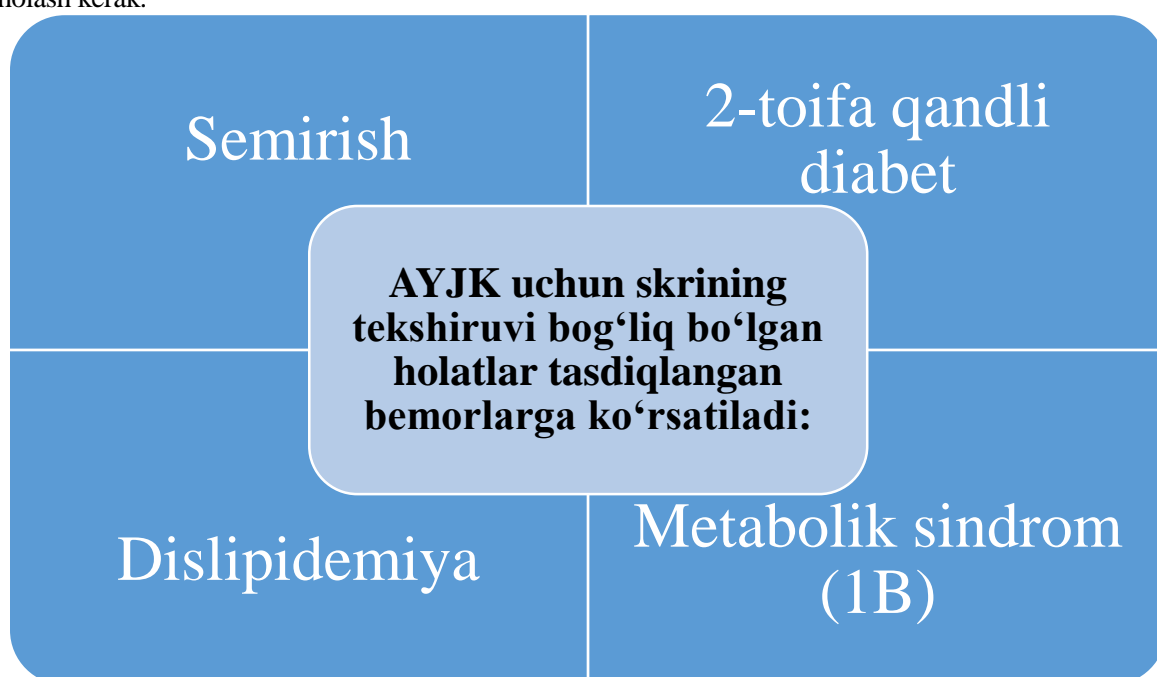 kerak.
Semirish
2-toifa qandli
diabet
AYJK uchun skrining
tekshiruvi bog‘liq bo‘lgan
holatlar tasdiqlangan
bemorlarga ko‘rsatiladi:
Dislipidemiya
Metabolik sindrom
(1B)